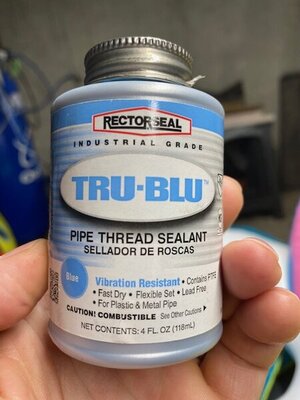 RECTORSEAL
INDUSTRIAL GRADE
TRU-BLU™
PIPE THREAD SEALANT
SELLADOR DE ROSCAS
Blue
Vibration Resistant • Contains PTFE
• Fast Dry • Flexible Set • Lead Free
• For Plastic & Metal Pipe
CAUTION! COMBUSTIBLE See Other Cautions
NET CONTENTS: 4 FL. OZ (118mL)